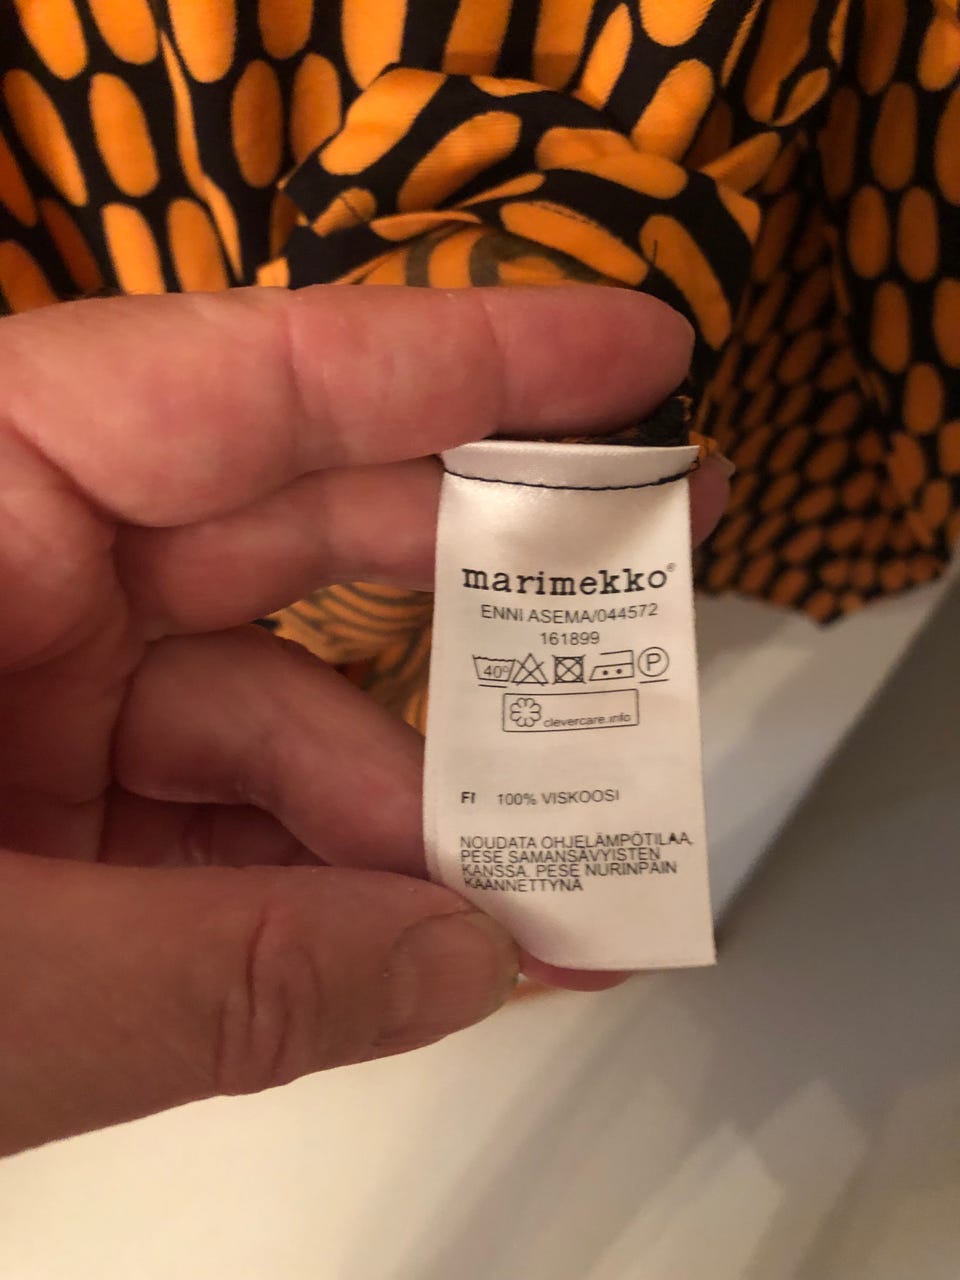 marimekko®
ENNI ASEMA/044572
161899
40° P
clevercare.info
FI 100% VISKOOSI
NOUDATA OHJELÄMPÖTILAA,
PESE SAMANSÄVYISTEN
KANSSA. PESE NURINPÄIN
KÄÄNNETTYNÄ